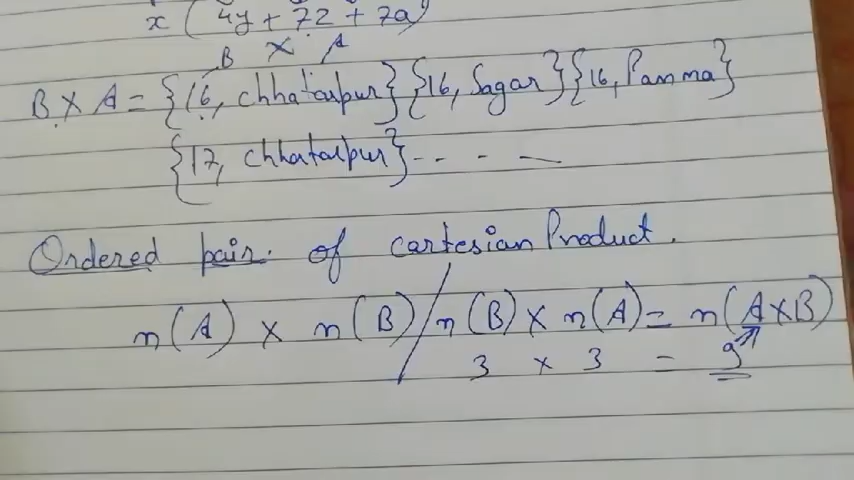 x ( 4y + 7z + 7a )
B X A
B X A = {16, chhatarpur} {16, Sagar} {16, Panna}
{17, chhatarpur} - - - —
Ordered pair of cartesian Product.
n(A) x n(B) / n(B) x n(A) = n(AxB)
3 x 3 = 9